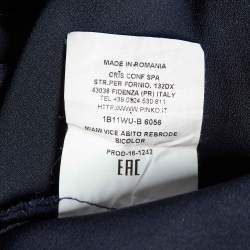 MADE IN ROMANIA
CRIS CONF SPA
STR.PER FORNIO, 132DX
43036 FIDENZA (PR) ITALY
TEL +39 0524 530 811
HTTP://WWW.PINKO.IT
1B11WU-B 6056
MIAMI VICE ABITO REBRODE
BICOLOR
PROD-16-1242
EAC